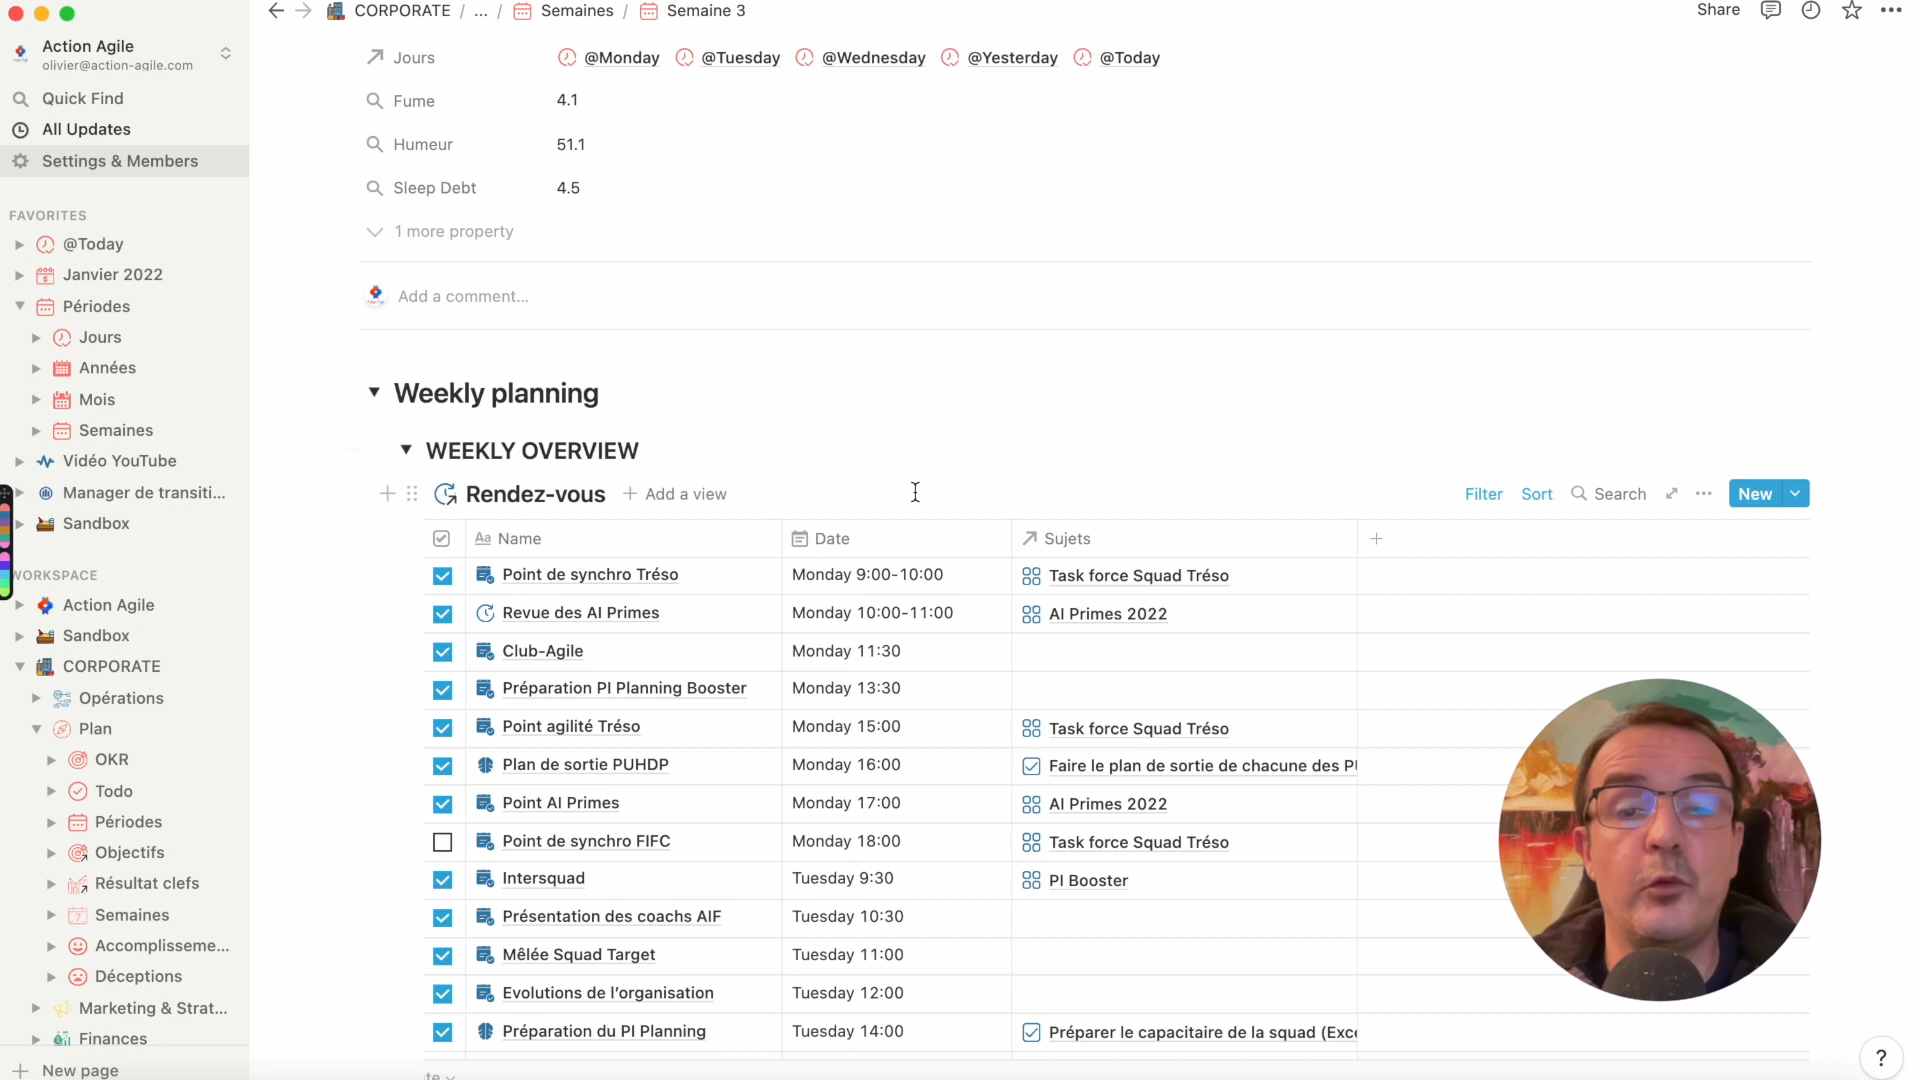 CORPORATE / ... / Semaines / Semaine 3
Share
Action Agile
olivier@action-agile.com
Quick Find
All Updates
Settings & Members
FAVORITES
@Today
Janvier 2022
Périodes
Jours
Années
Mois
Semaines
Vidéo YouTube
Manager de transiti...
Sandbox
WORKSPACE
Action Agile
Sandbox
CORPORATE
Opérations
Plan
OKR
Todo
Périodes
Objectifs
Résultat clefs
Semaines
Accomplisseme...
Déceptions
Marketing & Strat...
Finances
New page
Jours @Monday @Tuesday @Wednesday @Yesterday @Today
Fume 4.1
Humeur 51.1
Sleep Debt 4.5
1 more property
Add a comment...
Weekly planning
WEEKLY OVERVIEW
Rendez-vous + Add a view Filter Sort Search ... New
Aa Name Date Sujets +
Point de synchro Tréso Monday 9:00-10:00 Task force Squad Tréso
Revue des AI Primes Monday 10:00-11:00 AI Primes 2022
Club-Agile Monday 11:30
Préparation PI Planning Booster Monday 13:30
Point agilité Tréso Monday 15:00 Task force Squad Tréso
Plan de sortie PUHDP Monday 16:00 Faire le plan de sortie de chacune des
Point AI Primes Monday 17:00 AI Primes 2022
Point de synchro FIFC Monday 18:00 Task force Squad Tréso
Intersquad Tuesday 9:30 PI Booster
Présentation des coachs AIF Tuesday 10:30
Mêlée Squad Target Tuesday 11:00
Evolutions de l'organisation Tuesday 12:00
Préparation du PI Planning Tuesday 14:00 Préparer le capacitaire de la squad (Exc
?